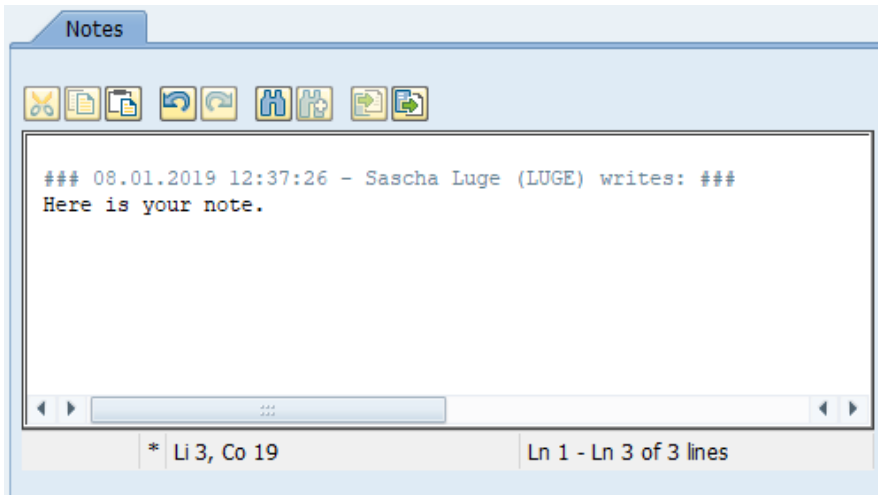 Notes
### 08.01.2019 12:37:26 - Sascha Luge (LUGE) writes: ###
Here is your note.
* Li 3, Co 19 Ln 1 - Ln 3 of 3 lines